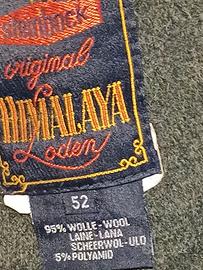 original
HIMALAYA
Loden
52
95% WOLLE-WOOL
LAINE-LANA
SCHEERWOL-ULD
5% POLYAMID